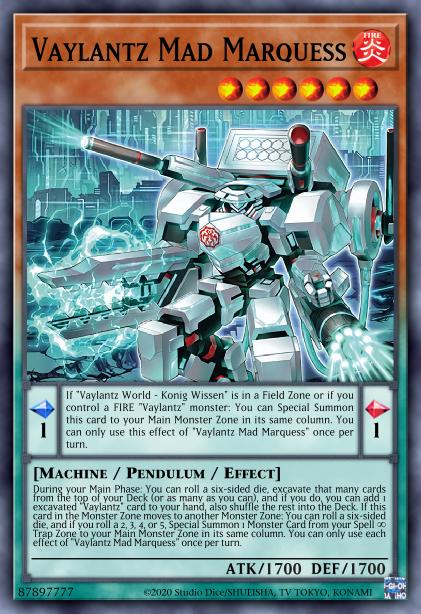 VAYLANTZ MAD MARQUESS
FIRE
炎
If "Vaylantz World - Konig Wissen" is in a Field Zone or if you
control a FIRE "Vaylantz" monster: You can Special Summon
this card to your Main Monster Zone in its same column. You
can only use this effect of "Vaylantz Mad Marquess" once per
turn.
1
1
[MACHINE / PENDULUM / EFFECT]
During your Main Phase: You can roll a six-sided die, excavate that many cards
from the top of your Deck (or as many as you can), and if you do, you can add 1
excavated "Vaylantz" card to your hand, also shuffle the rest into the Deck. If this
card in the Monster Zone moves to another Monster Zone: You can roll a six-sided
die, and if you roll a 2, 3, 4, or 5, Special Summon 1 Monster Card from your Spell ∞
Trap Zone to your Main Monster Zone in its same column. You can only use each
effect of "Vaylantz Mad Marquess" once per turn.
ATK/1700 DEF/1700
87897777
©2020 Studio Dice/SHUEISHA, TV TOKYO, KONAMI